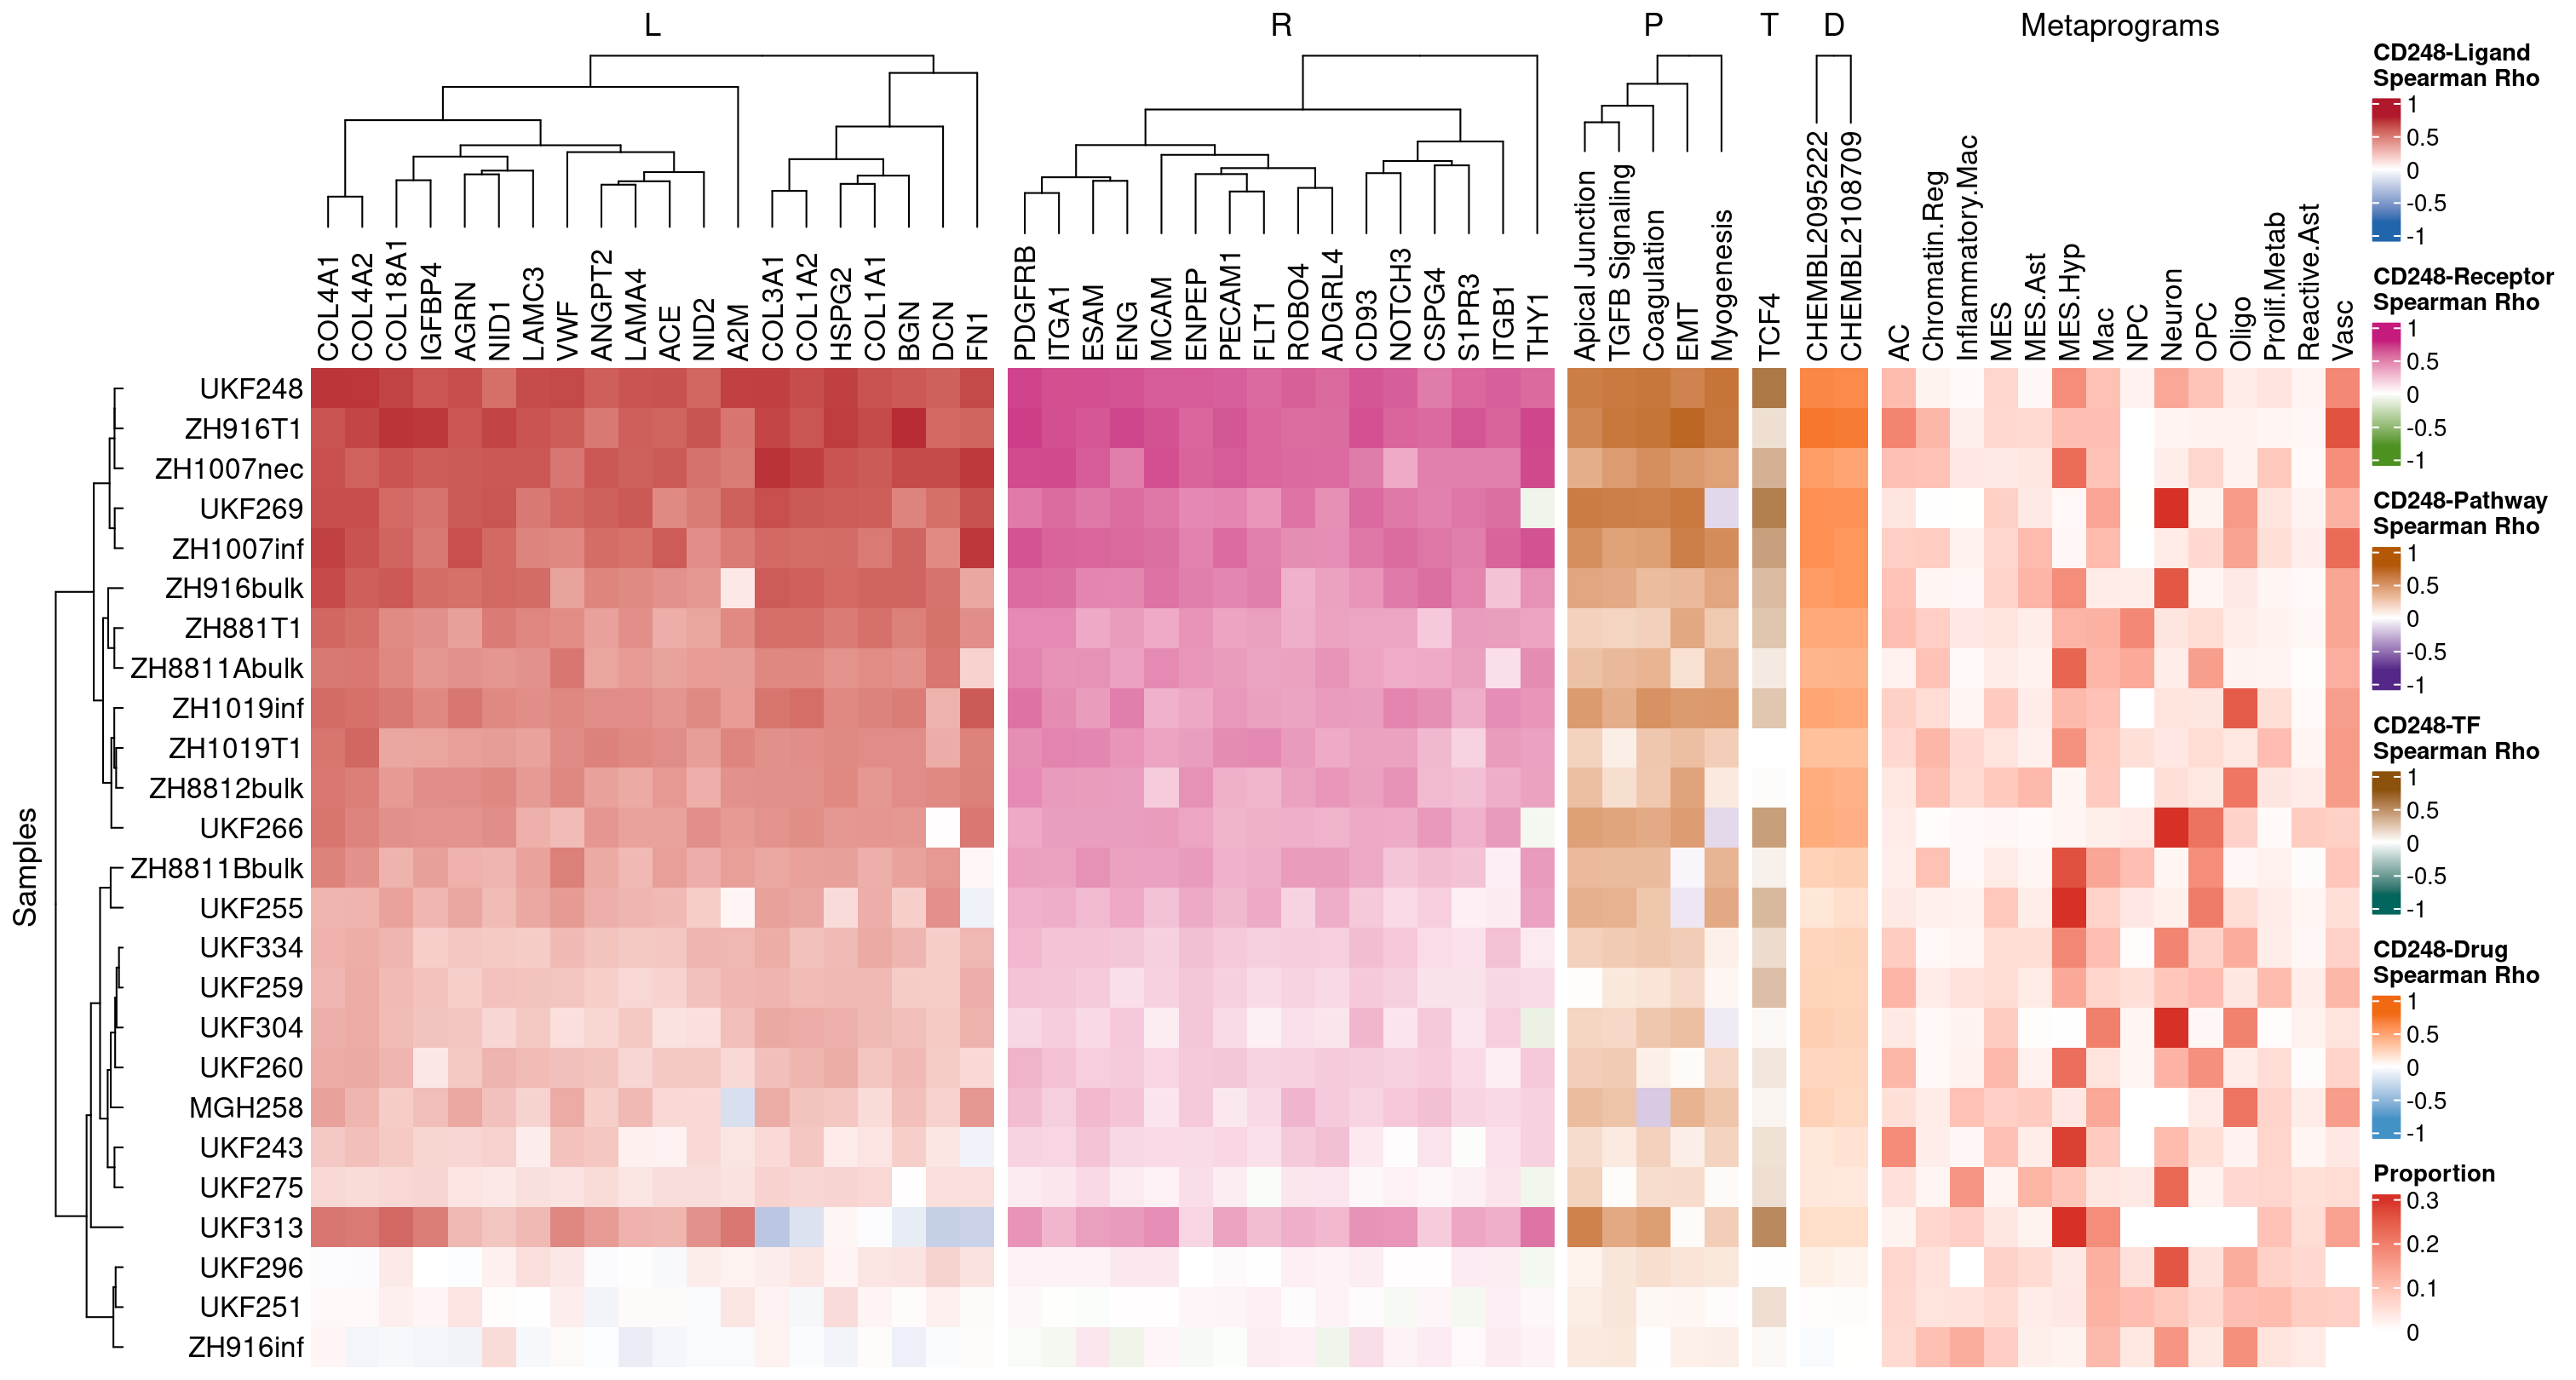 L R P T D Metaprograms
COL4A1 COL4A2 COL18A1 IGFBP4 AGRN NID1 LAMC3 VWF ANGPT2 LAMA4 ACE NID2 A2M COL3A1 COL1A2 HSPG2 COL1A1 BGN DCN FN1
PDGFRB ITGA1 ESAM ENG MCAM ENPEP PECAM1 FLT1 ROBO4 ADGRL4 CD93 NOTCH3 CSPG4 S1PR3 ITGB1 THY1
Apical Junction
TGFB Signaling
Coagulation
EMT
Myogenesis
TCF4
CHEMBL2095222
CHEMBL2108709
AC
Chromatin.Reg
Inflammatory.Mac
MES
MES.Ast
MES.Hyp
Mac
NPC
Neuron
OPC
Oligo
Prolif.Metab
Reactive.Ast
Vasc
Samples
UKF248
ZH916T1
ZH1007nec
UKF269
ZH1007inf
ZH916bulk
ZH881T1
ZH8811Abulk
ZH1019inf
ZH1019T1
ZH8812bulk
UKF266
ZH8811Bbulk
UKF255
UKF334
UKF259
UKF304
UKF260
MGH258
UKF243
UKF275
UKF313
UKF296
UKF251
ZH916inf
CD248-Ligand
Spearman Rho
1
0.5
0
-0.5
-1
CD248-Receptor
Spearman Rho
1
0.5
0
-0.5
-1
CD248-Pathway
Spearman Rho
1
0.5
0
-0.5
-1
CD248-TF
Spearman Rho
1
0.5
0
-0.5
-1
CD248-Drug
Spearman Rho
1
0.5
0
-0.5
-1
Proportion
0.3
0.2
0.1
0